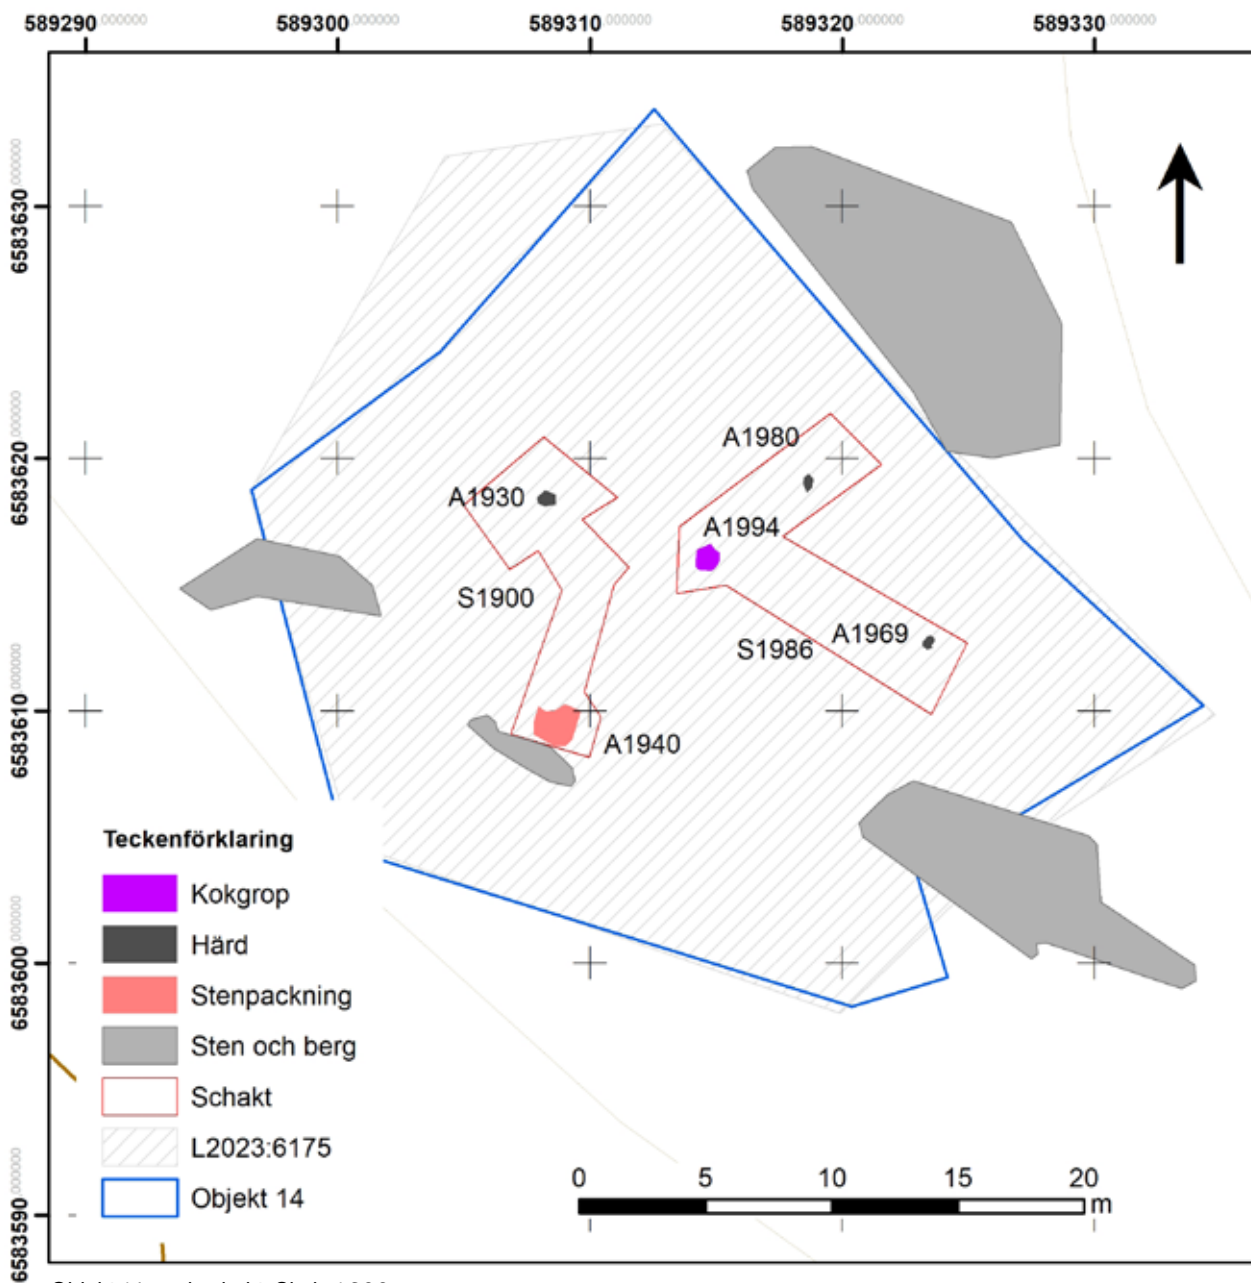 589290.000000 589300.000000 589310.000000 589320.000000 589330.000000
6583630.000000
6583620.000000
6583610.000000
6583600.000000
6583590.000000
A1980
A1930
A1994
S1900
A1969
S1986
A1940
Teckenförklaring
Kokgrop
Härd
Stenpackning
Sten och berg
Schakt
L2023:6175
Objekt 14
0 5 10 15 20
m